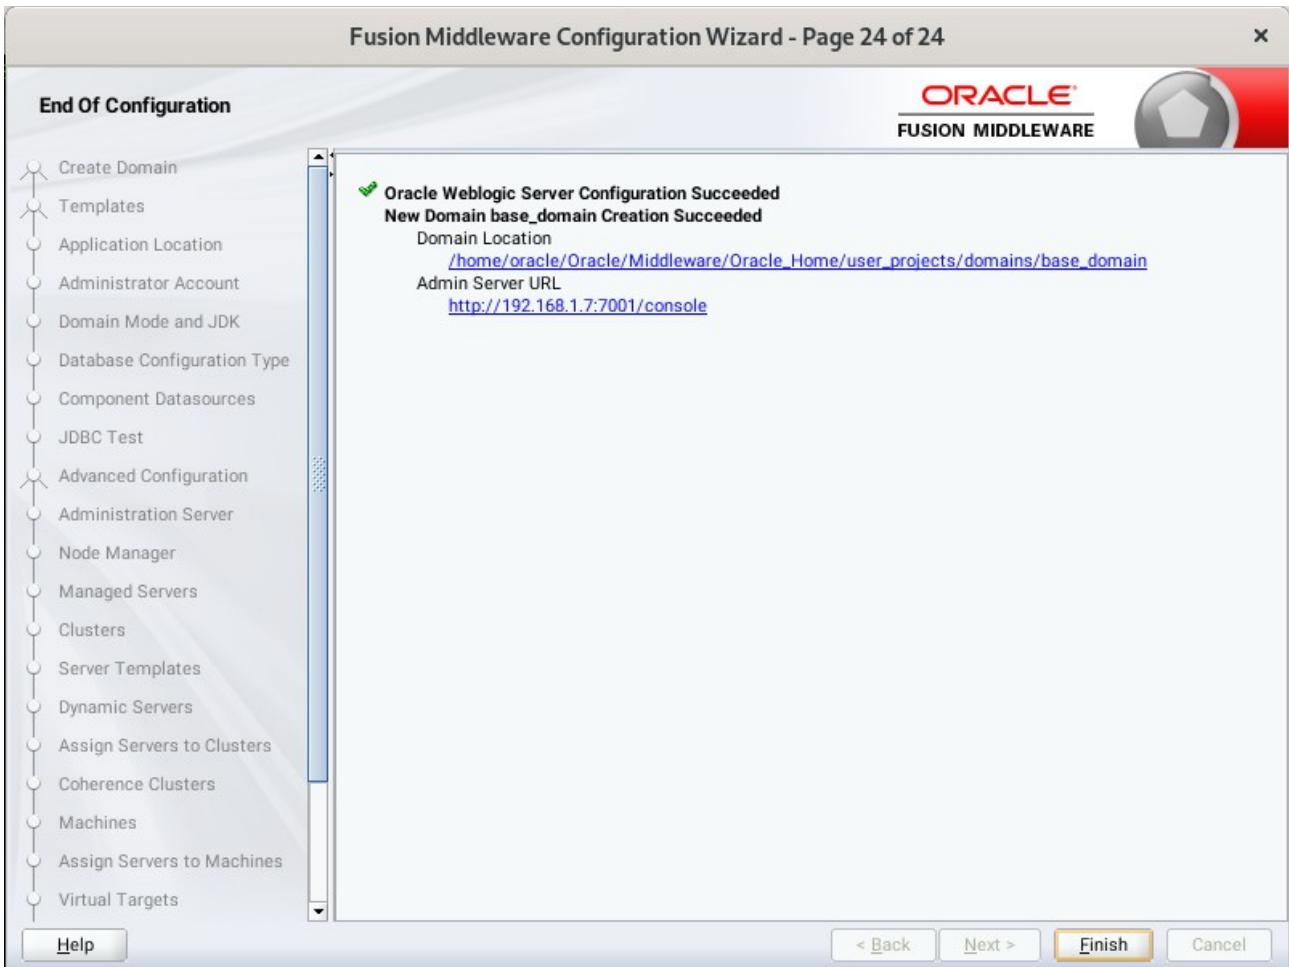 Fusion Middleware Configuration Wizard - Page 24 of 24
×
End Of Configuration
ORACLE
FUSION MIDDLEWARE
Create Domain
Templates
Application Location
Administrator Account
Domain Mode and JDK
Database Configuration Type
Component Datasources
JDBC Test
Advanced Configuration
Administration Server
Node Manager
Managed Servers
Clusters
Server Templates
Dynamic Servers
Assign Servers to Clusters
Coherence Clusters
Machines
Assign Servers to Machines
Virtual Targets
Oracle Weblogic Server Configuration Succeeded
New Domain base_domain Creation Succeeded
Domain Location
/home/oracle/Oracle/Middleware/Oracle_Home/user_projects/domains/base_domain
Admin Server URL
http://192.168.1.7:7001/console
Help
< Back
Next >
Finish
Cancel